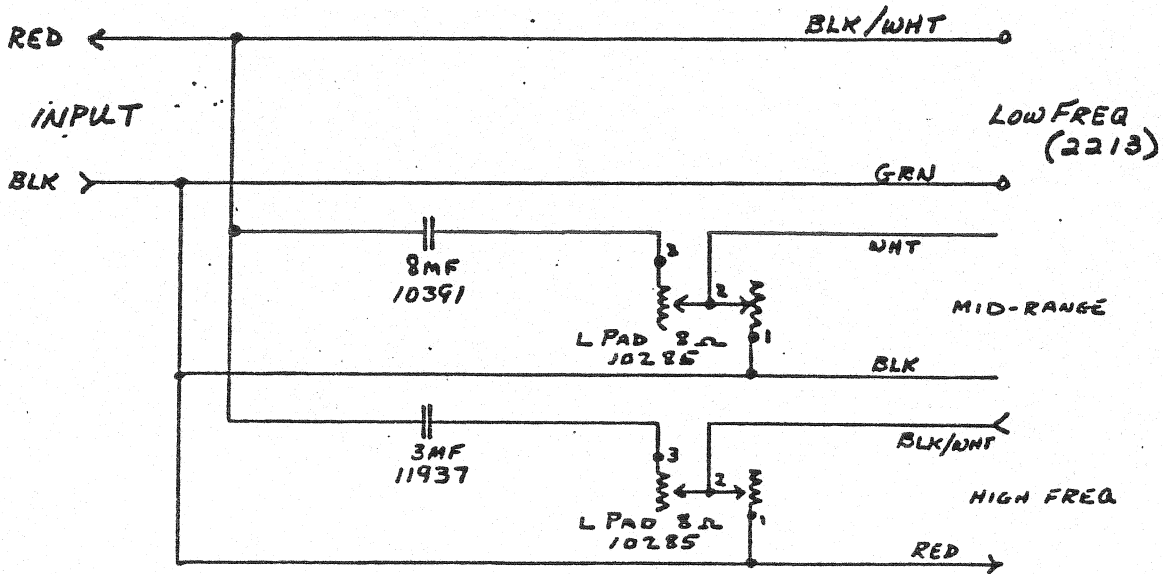 BLK/WHT
RED
INPUT
LOW FREQ
(2213)
BLK
GRN
WHT
8MF
10391
3
2
1
MID-RANGE
L PAD 8Ω
10285
BLK
BLK/WHT
3MF
11937
3
2
1
HIGH FREQ
L PAD 8Ω
10285
RED